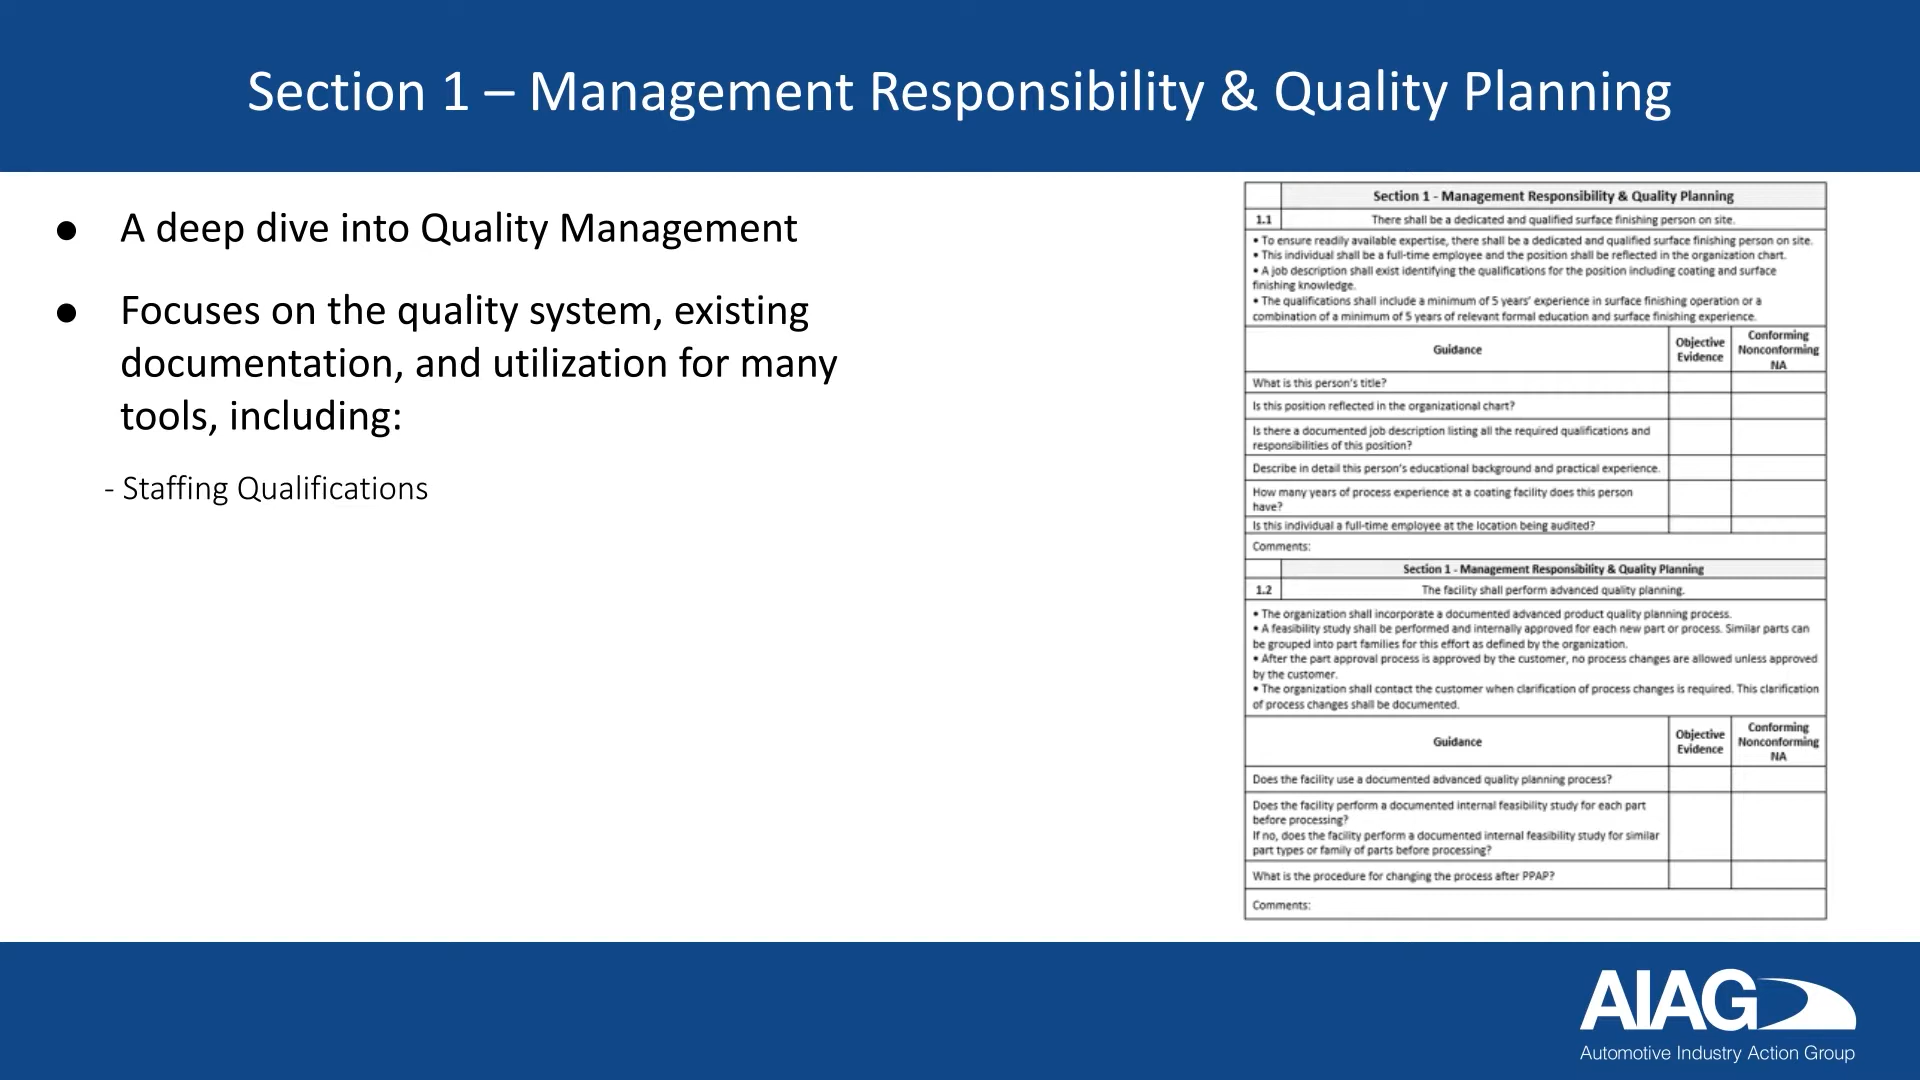 Section 1 – Management Responsibility & Quality Planning
● A deep dive into Quality Management
● Focuses on the quality system, existing
documentation, and utilization for many
tools, including:
- Staffing Qualifications
Section 1 - Management Responsibility & Quality Planning
1.1 There shall be a dedicated and qualified surface finishing person on site.
• To ensure readily available expertise, there shall be a dedicated and qualified surface finishing person on site.
• This individual shall be a full-time employee and the position shall be reflected in the organization chart.
• A job description shall exist identifying the qualifications for the position including coating and surface
finishing knowledge.
• The qualifications shall include a minimum of 5 years' experience in surface finishing operation or a
combination of a minimum of 5 years of relevant formal education and surface finishing experience.
Guidance
Objective
Evidence
Conforming
Nonconforming
NA
What is this person's title?
Is this position reflected in the organizational chart?
Is there a documented job description listing all the required qualifications and
responsibilities of this position?
Describe in detail this person's educational background and practical experience.
How many years of process experience at a coating facility does this person
have?
Is this individual a full-time employee at the location being audited?
Comments:
Section 1 - Management Responsibility & Quality Planning
1.2 The facility shall perform advanced quality planning.
• The organization shall incorporate a documented advanced product quality planning process.
• A feasibility study shall be performed and internally approved for each new part or process. Similar parts can
be grouped into part families for this effort as defined by the organization.
• After the part approval process is approved by the customer, no process changes are allowed unless approved
by the customer.
• The organization shall contact the customer when clarification of process changes is required. This clarification
of process changes shall be documented.
Guidance
Objective
Evidence
Conforming
Nonconforming
NA
Does the facility use a documented advanced quality planning process?
Does the facility perform a documented internal feasibility study for each part
before processing?
If no, does the facility perform a documented internal feasibility study for similar
part types or family of parts before processing?
What is the procedure for changing the process after PPAP?
Comments:
AIAG
Automotive Industry Action Group